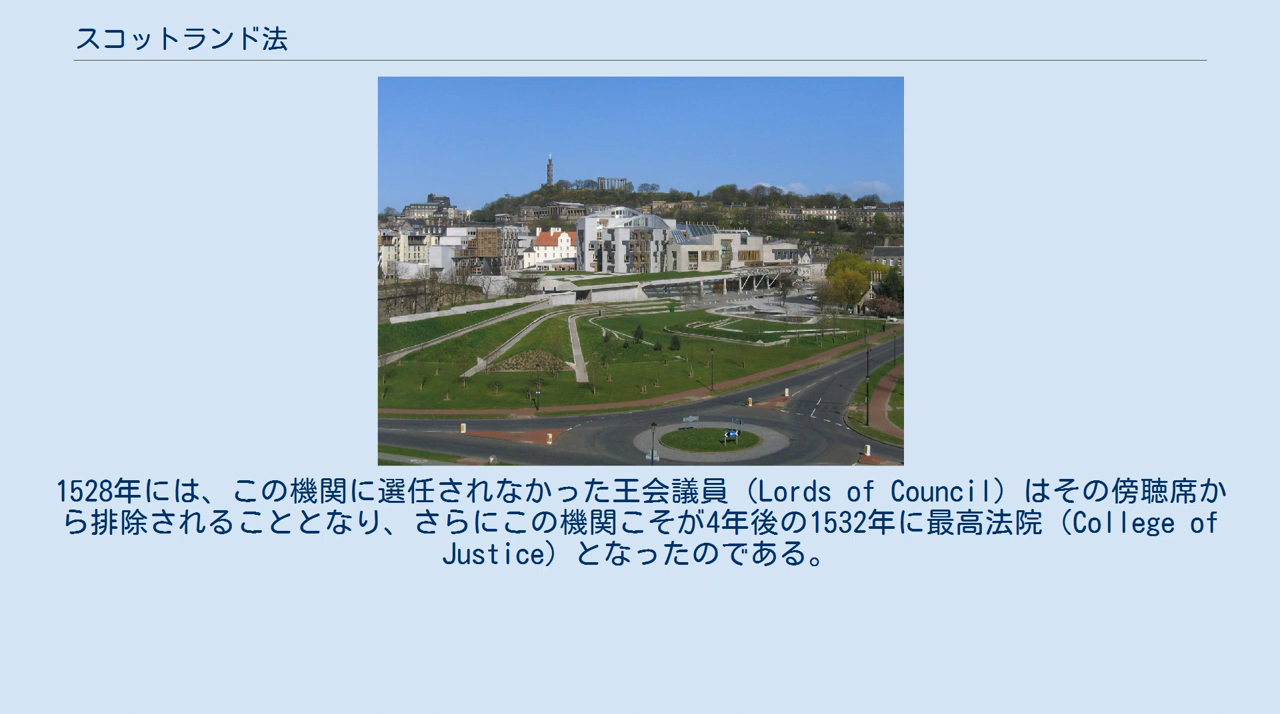 スコットランド法
1528年には、この機関に選任されなかった王会議員（Lords of Council）はその傍聴席か
ら排除されることとなり、さらにこの機関こそが4年後の1532年に最高法院（College of
Justice）となったのである。